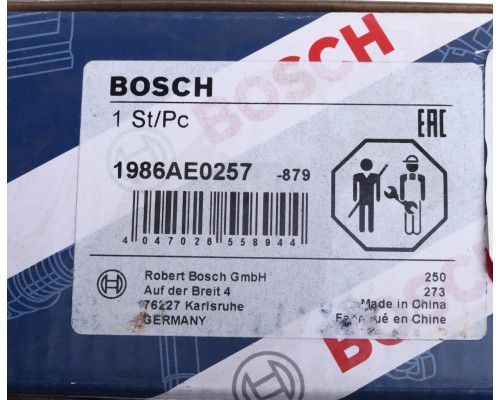 BOSCH
BOSCH
BOSCH
1 St/Pc
EAC
1986AE0257 -879
4 047026 558944
Robert Bosch GmbH
Auf der Breit 4
76227 Karlsruhe
GERMANY
250
273
Made in China
en Chine
BOSCH